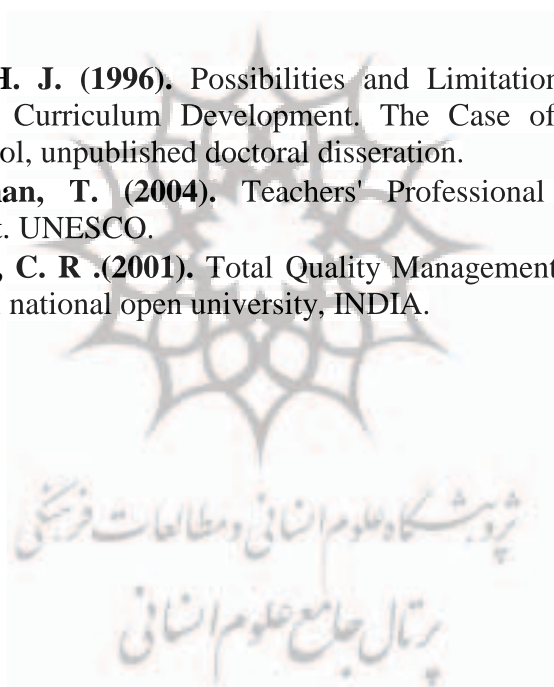 H. J. (1996). Possibilities and Limitation
Curriculum Development. The Case of
ol, unpublished doctoral disseration.
an, T. (2004). Teachers' Professional
t. UNESCO.
, C. R .(2001). Total Quality Management
national open university, INDIA.
پژوهشگاه علوم انسانی و مطالعات فرهنگی
پرتال جامع علوم انسانی